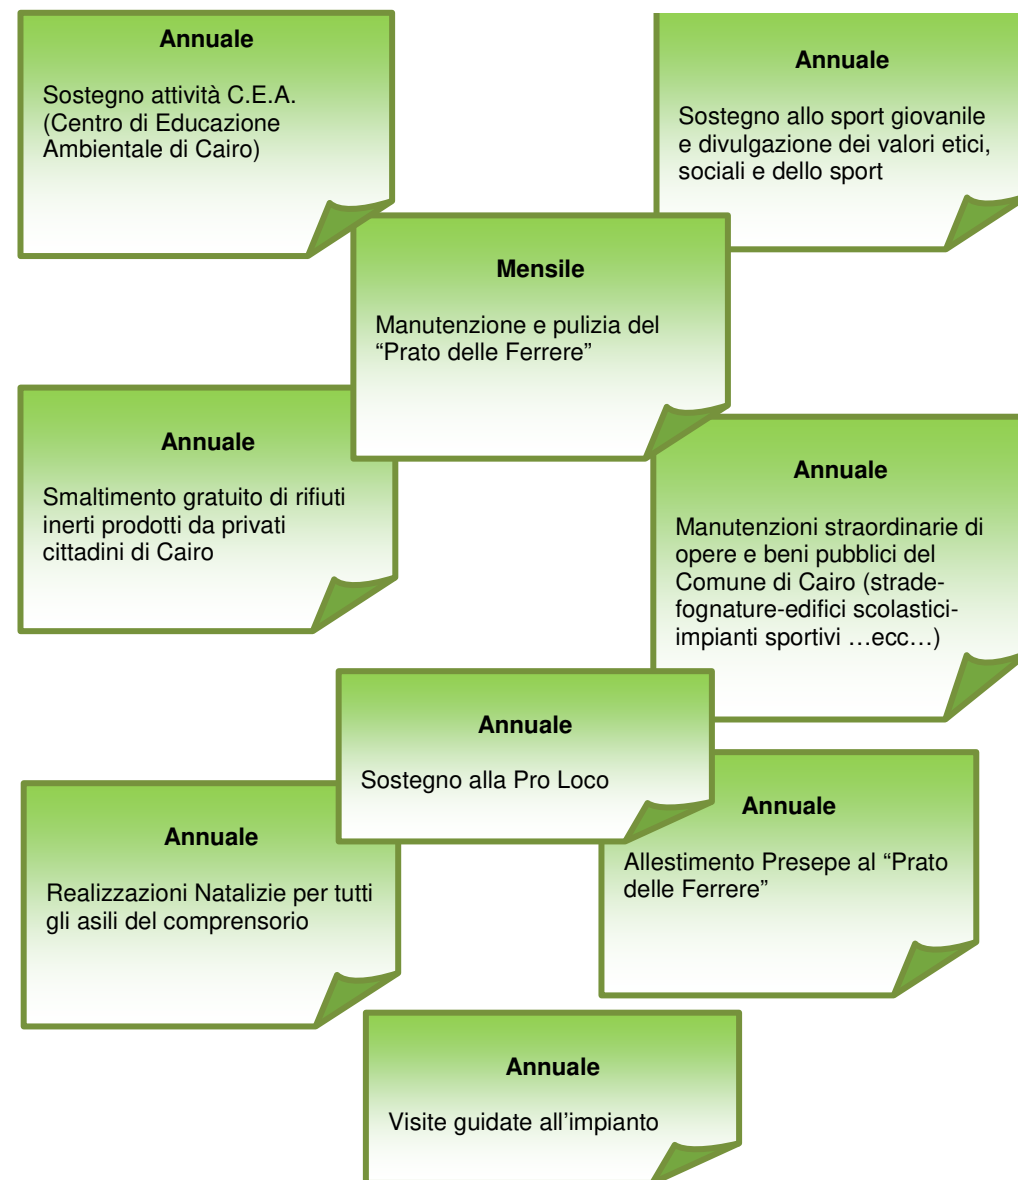 Annuale
Sostegno attività C.E.A.
(Centro di Educazione
Ambientale di Cairo)
Annuale
Sostegno allo sport giovanile
e divulgazione dei valori etici,
sociali e dello sport
Mensile
Manutenzione e pulizia del
“Prato delle Ferrere”
Annuale
Smaltimento gratuito di rifiuti
inerti prodotti da privati
cittadini di Cairo
Annuale
Manutenzioni straordinarie di
opere e beni pubblici del
Comune di Cairo (strade-
fognature-edifici scolastici-
impianti sportivi …ecc…)
Annuale
Sostegno alla Pro Loco
Annuale
Realizzazioni Natalizie per tutti
gli asili del comprensorio
Annuale
Allestimento Presepe al “Prato
delle Ferrere”
Annuale
Visite guidate all’impianto